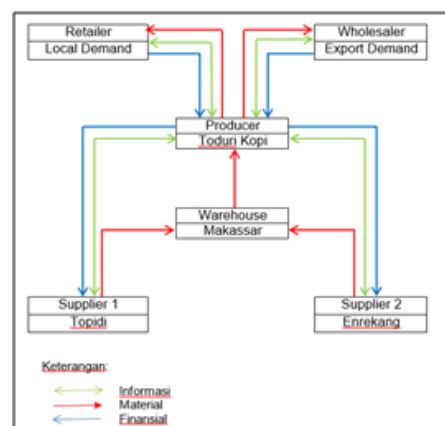 Retailer
Local Demand
Wholesaler
Export Demand
Producer
Toduri Kopi
Warehouse
Makassar
Supplier 1
Topidi
Supplier 2
Enrekang
Keterangan:
Informasi
Material
Finansial